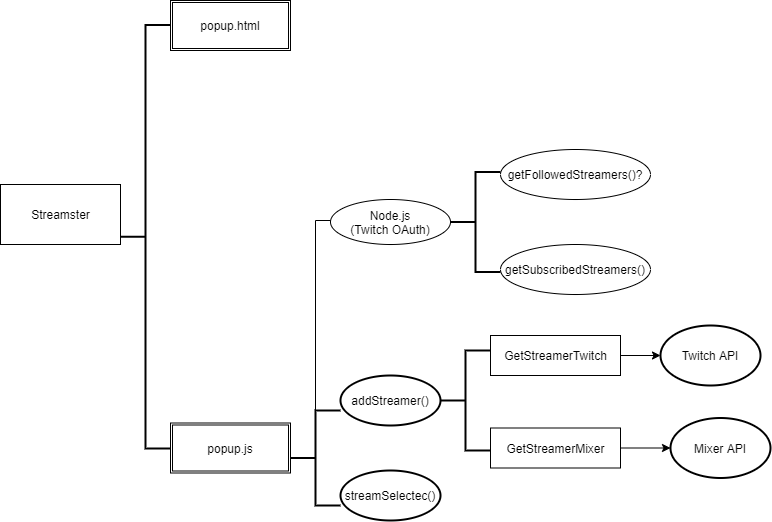 popup.html
getFollowedStreamers()?
Streamster
Node.js
(Twitch OAuth)
getSubscribedStreamers()
GetStreamerTwitch
Twitch API
addStreamer()
popup.js
GetStreamerMixer
Mixer API
streamSelectec()